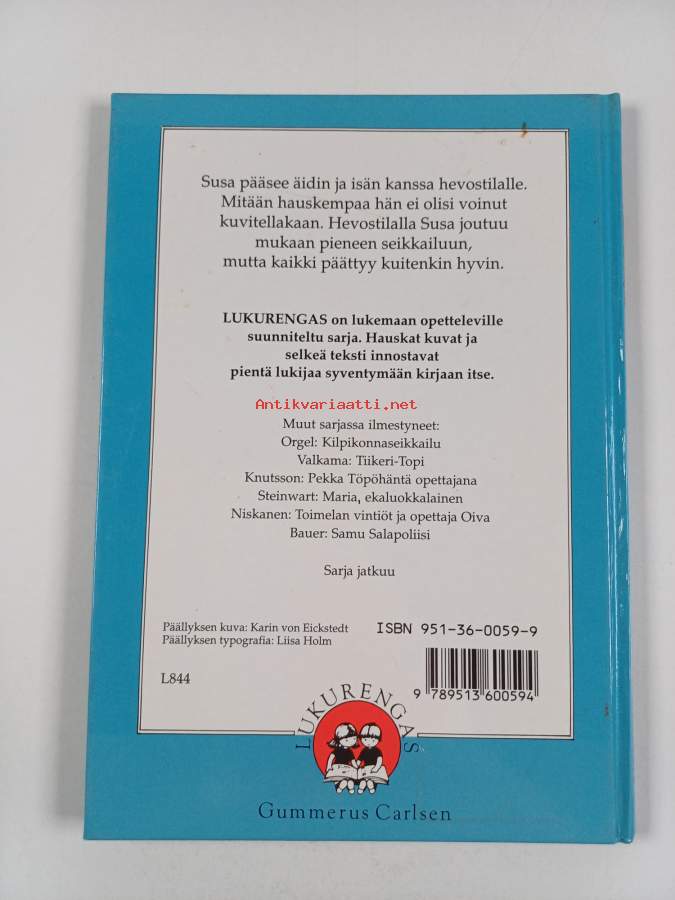 Susa pääsee äidin ja isän kanssa hevostilalle.
Mitään hauskempaa hän ei olisi voinut
kuvitellakaan. Hevostilalla Susa joutuu
mukaan pieneen seikkailuun,
mutta kaikki päättyy kuitenkin hyvin.
LUKURENGAS on lukemaan opetteleville
suunniteltu sarja. Hauskat kuvat ja
selkeä teksti innostavat
pientä lukijaa syventymään kirjaan itse.
Antikvariaatti.net
Muut sarjassa ilmestyneet:
Orgel: Kilpikonnaseikkailu
Valkama: Tiikeri-Topi
Knutsson: Pekka Töpöhäntä opettajana
Steinwart: Maria, ekaluokkalainen
Niskanen: Toimelan vintiöt ja opettaja Oiva
Bauer: Samu Salapoliisi
Sarja jatkuu
Päällyksen kuva: Karin von Eickstedt
Päällyksen typografia: Liisa Holm
L844
ISBN 951-36-0059-9
9 789513 600594
LUKURENGAS
Gummerus Carlsen